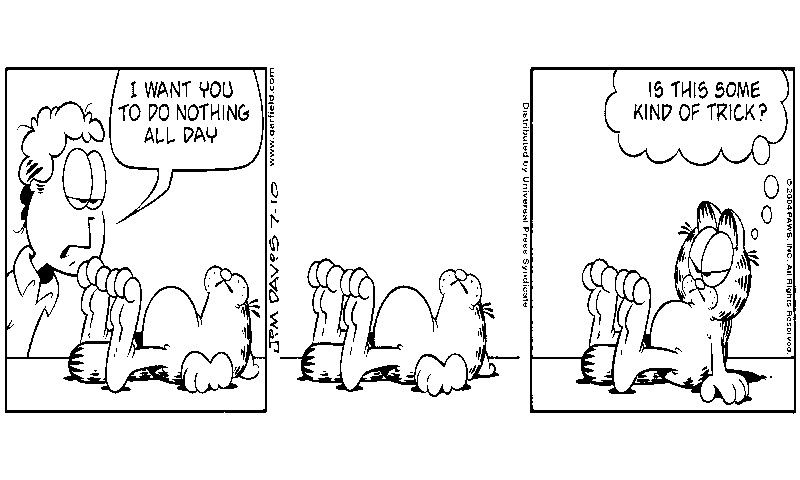 I WANT YOU
TO DO NOTHING
ALL DAY
www.garfield.com
JIM DAVIS 7-10
Distributed by Universal Press Syndicate
IS THIS SOME
KIND OF TRICK?
© 2004 PAWS, INC. All Rights Reserved.